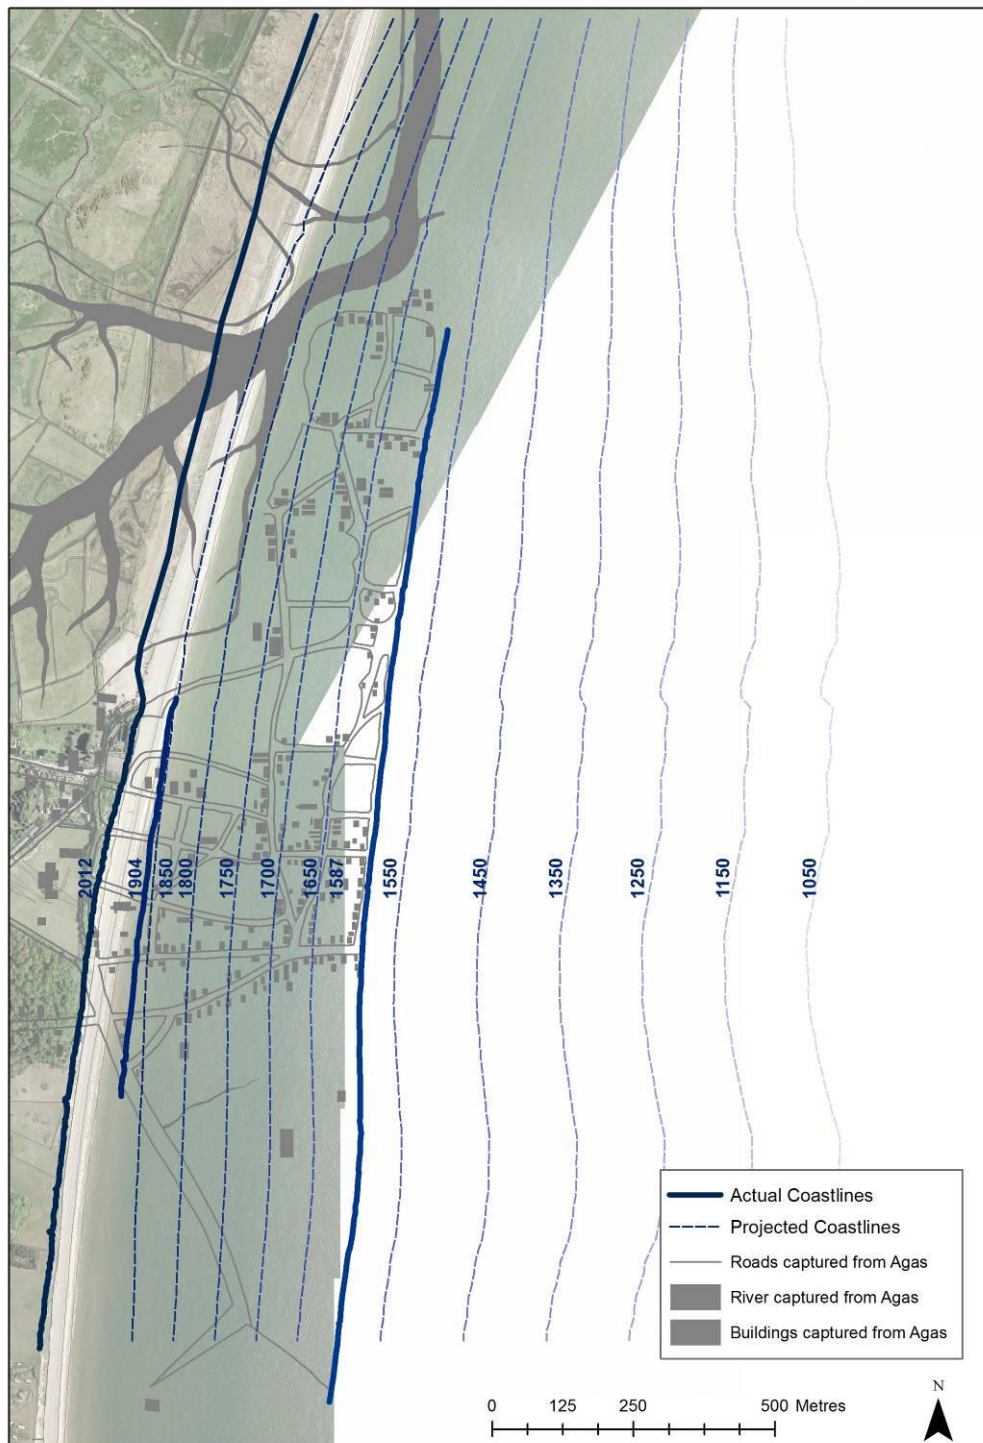 2012
1904
1850
1800
1750
1700
1650
1587
1550
1450
1350
1250
1150
1050
Actual Coastlines
Projected Coastlines
Roads captured from Agas
River captured from Agas
Buildings captured from Agas
N
0 125 250 500 Metres